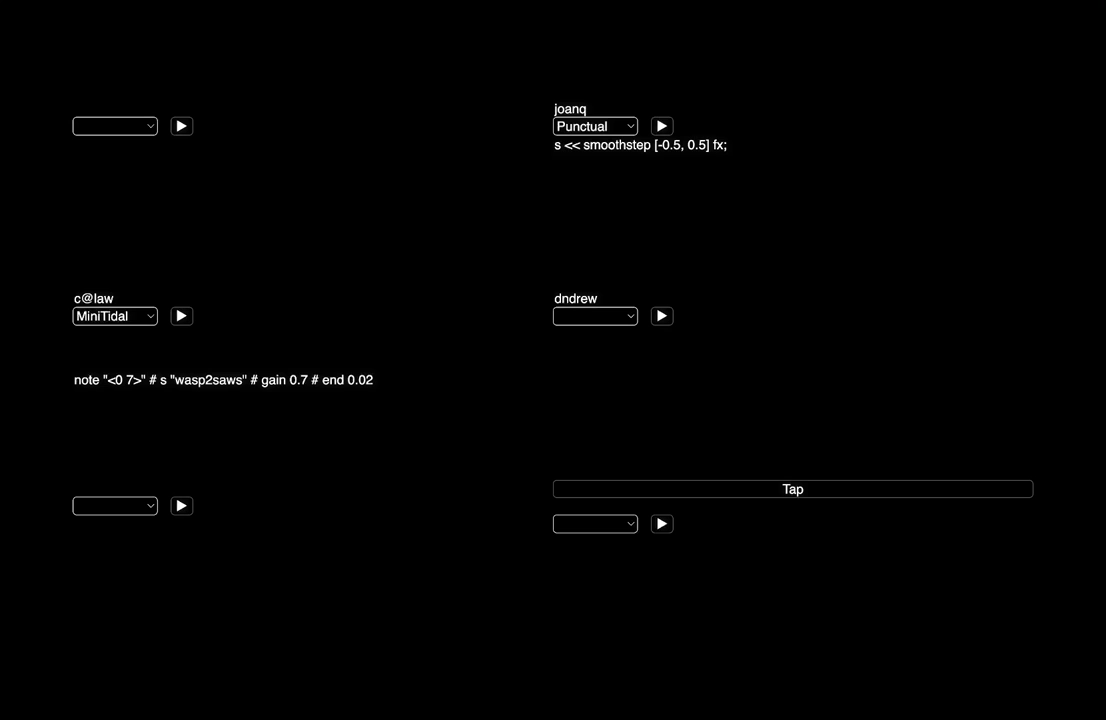 joanq
Punctual
s << smoothstep [-0.5, 0.5] fx;
c@law
MiniTidal
note "<0 7>" # s "wasp2saws" # gain 0.7 # end 0.02
dndrew
Tap